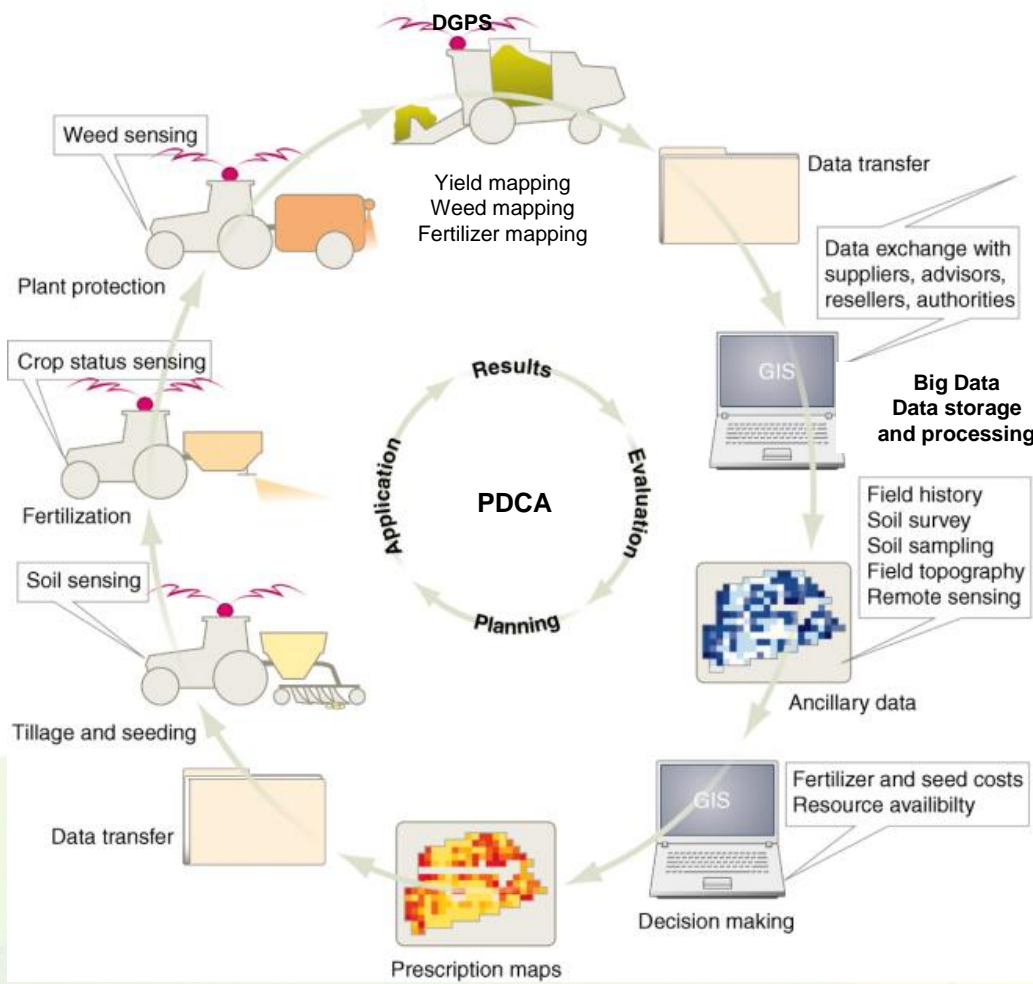 DGPS
Weed sensing
Yield mapping
Weed mapping
Fertilizer mapping
Data transfer
Plant protection
Data exchange with
suppliers, advisors,
resellers, authorities
Crop status sensing
GIS
Big Data
Data storage
and processing
Results
Evaluation
Planning
Application
PDCA
Fertilization
Field history
Soil survey
Soil sampling
Field topography
Remote sensing
Soil sensing
Ancillary data
Tillage and seeding
GIS
Fertilizer and seed costs
Resource availibilty
Data transfer
Decision making
Prescription maps